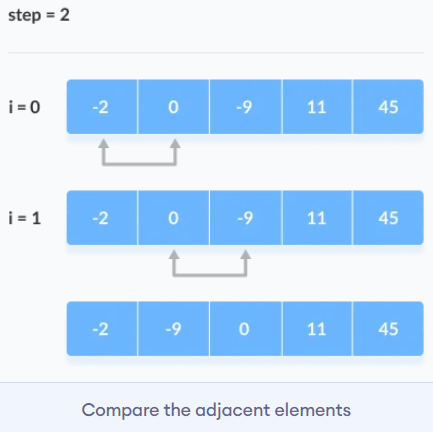 step = 2
i = 0 -2 0 -9 11 45
i = 1 -2 0 -9 11 45
-2 -9 0 11 45
Compare the adjacent elements